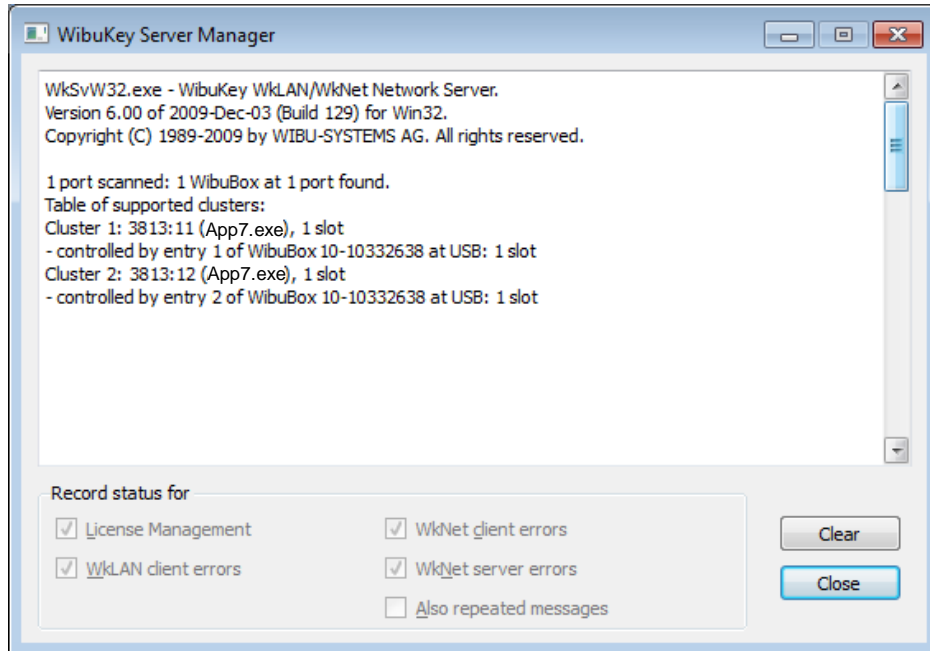 WibuKey Server Manager
WkSvW32.exe - WibuKey WkLAN/WkNet Network Server.
Version 6.00 of 2009-Dec-03 (Build 129) for Win32.
Copyright (C) 1989-2009 by WIBU-SYSTEMS AG. All rights reserved.
1 port scanned: 1 WibuBox at 1 port found.
Table of supported clusters:
Cluster 1: 3813:11 (App7.exe), 1 slot
- controlled by entry 1 of WibuBox 10-10332638 at USB: 1 slot
Cluster 2: 3813:12 (App7.exe), 1 slot
- controlled by entry 2 of WibuBox 10-10332638 at USB: 1 slot
Record status for
License Management
WkNet client errors
Clear
WkLAN client errors
WkNet server errors
Close
Also repeated messages